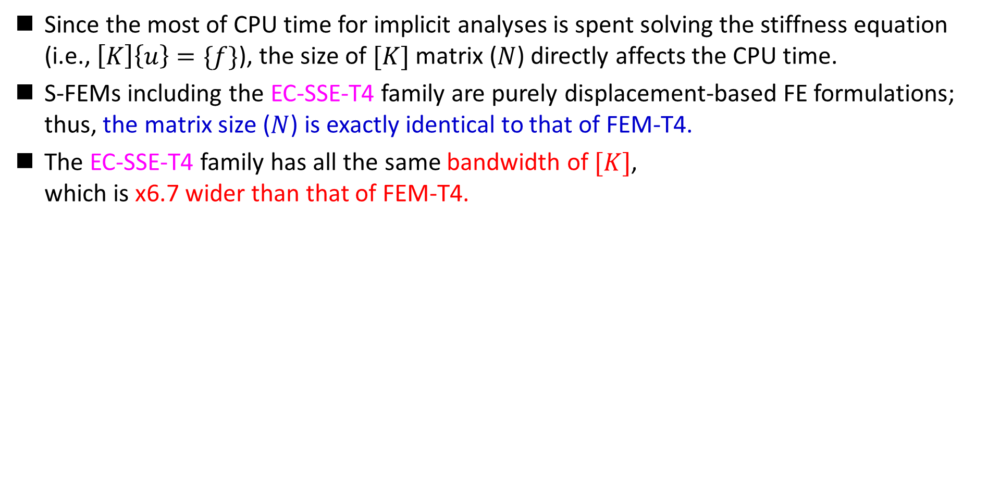 ■ Since the most of CPU time for implicit analyses is spent solving the stiffness equation
(i.e., [K]{u} = {f}), the size of [K] matrix (N) directly affects the CPU time.
■ S-FEMs including the EC-SSE-T4 family are purely displacement-based FE formulations;
thus, the matrix size (N) is exactly identical to that of FEM-T4.
■ The EC-SSE-T4 family has all the same bandwidth of [K],
which is x6.7 wider than that of FEM-T4.